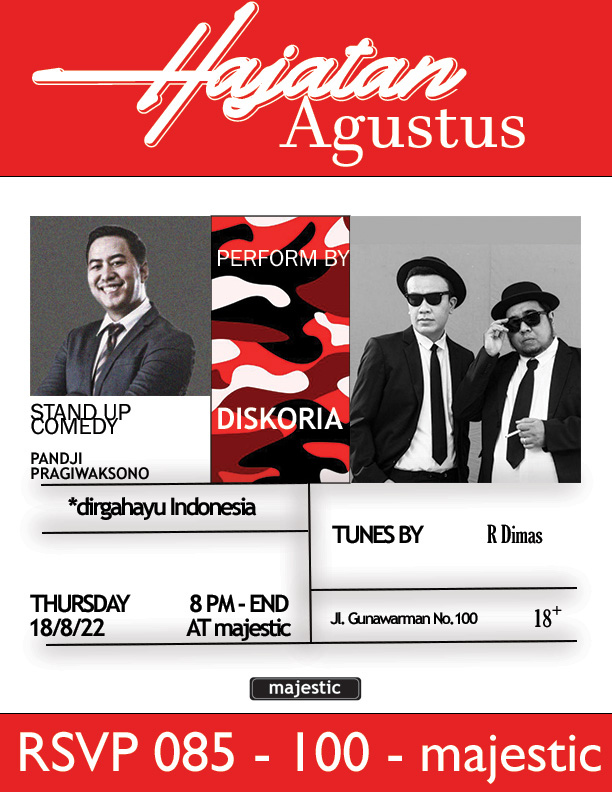 Hajatan
Agustus
PERFORM BY
DISKORIA
STAND UP
COMEDY
PANDJI
PRAGIWAKSONO
*dirgahayu Indonesia
TUNES BY R Dimas
THURSDAY
18/8/22
8 PM - END
AT majestic
Jl. Gunawarman No. 100
18+
majestic
RSVP 085 - 100 - majestic